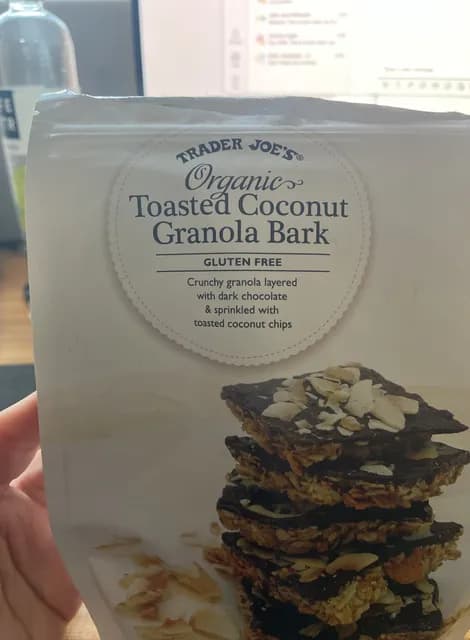 TRADER JOE'S®
Organic
Toasted Coconut
Granola Bark
GLUTEN FREE
Crunchy granola layered
with dark chocolate
& sprinkled with
toasted coconut chips